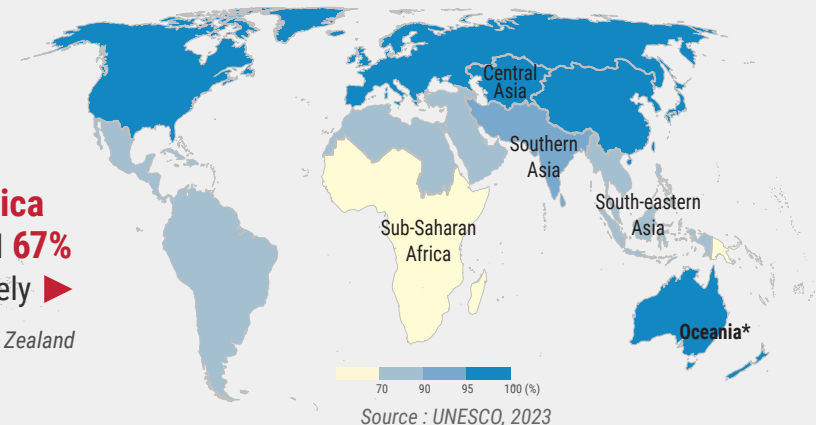 ica
67%
ely ▶
Zealand
Central
Asia
Southern
Asia
South-eastern
Asia
Sub-Saharan
Africa
Oceania*
70 90 95 100 (%)
Source : UNESCO, 2023